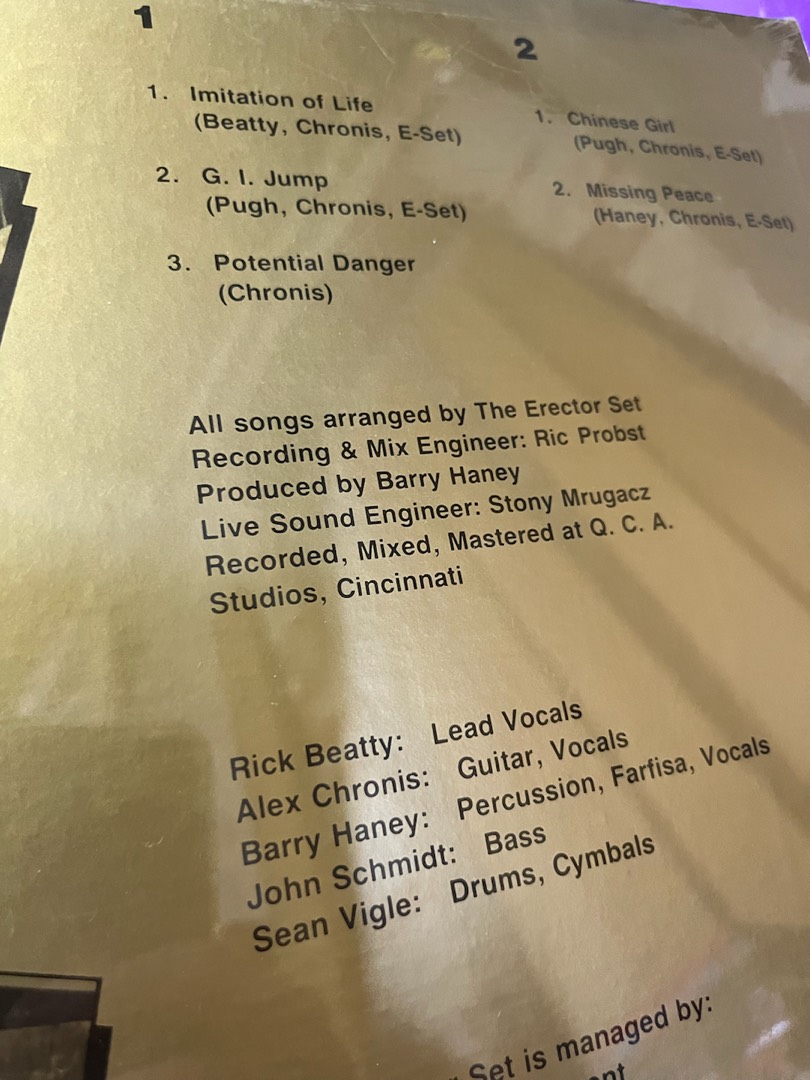 1
1. Imitation of Life
(Beatty, Chronis, E-Set)
2. G. I. Jump
(Pugh, Chronis, E-Set)
3. Potential Danger
(Chronis)
2
1. Chinese Girl
(Pugh, Chronis, E-Set)
2. Missing Peace
(Haney, Chronis, E-Set)
All songs arranged by The Erector Set
Recording & Mix Engineer: Ric Probst
Produced by Barry Haney
Live Sound Engineer: Stony Mrugacz
Recorded, Mixed, Mastered at Q. C. A.
Studios, Cincinnati
Rick Beatty: Lead Vocals
Alex Chronis: Guitar, Vocals
Barry Haney: Percussion, Farfisa, Vocals
John Schmidt: Bass
Sean Vigle: Drums, Cymbals
Set is managed by: